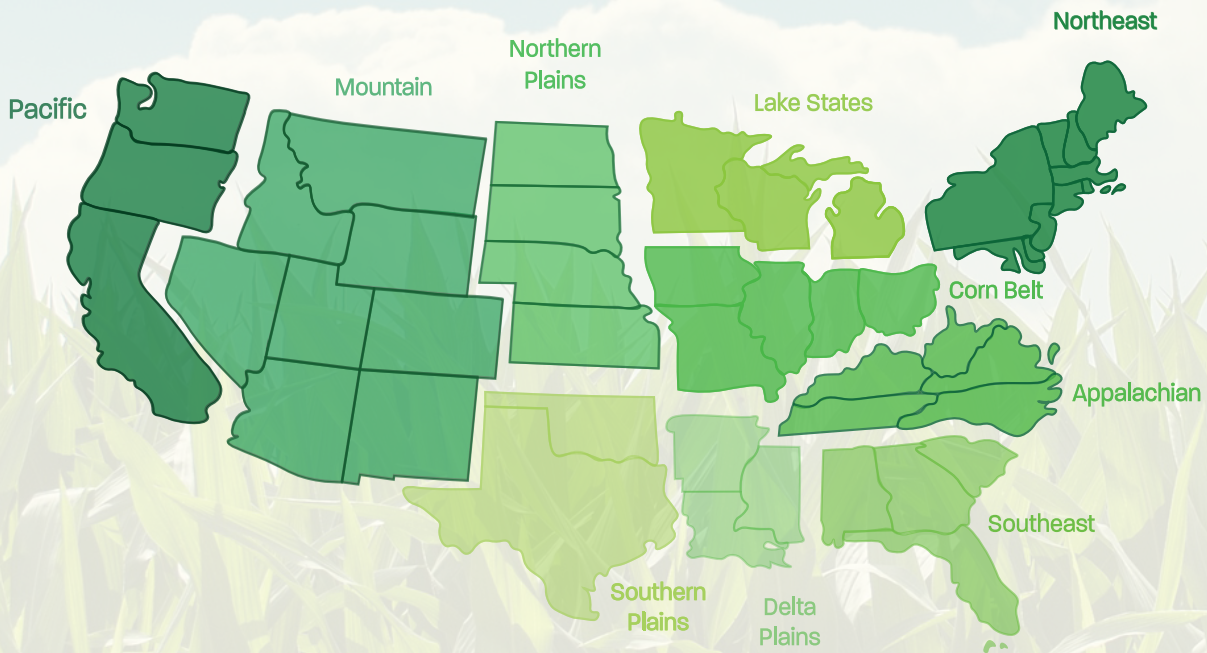 Northeast
Northern
Plains
Mountain
Lake States
Pacific
Corn Belt
Appalachian
Southeast
Southern
Plains
Delta
Plains